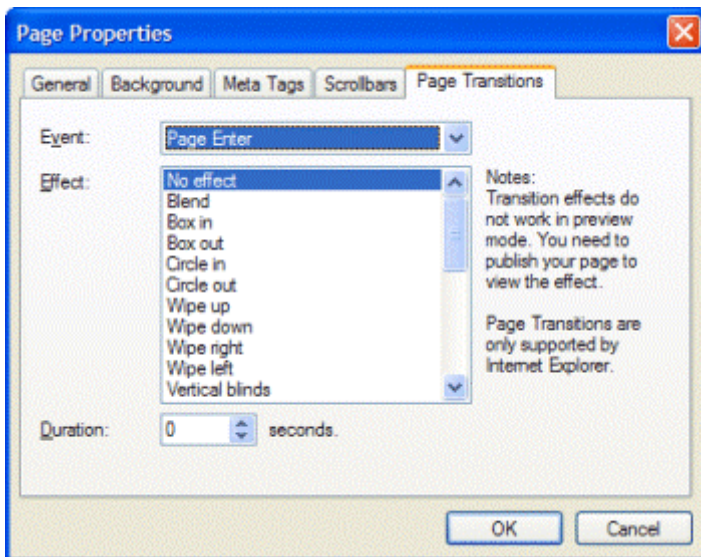 Page Properties
General Background Meta Tags Scrollbars Page Transitions
Event: Page Enter
Effect: No effect
Blend
Box in
Box out
Circle in
Circle out
Wipe up
Wipe down
Wipe right
Wipe left
Vertical blinds
Notes:
Transition effects do
not work in preview
mode. You need to
publish your page to
view the effect.
Page Transitions are
only supported by
Internet Explorer.
Duration: 0 seconds.
OK Cancel